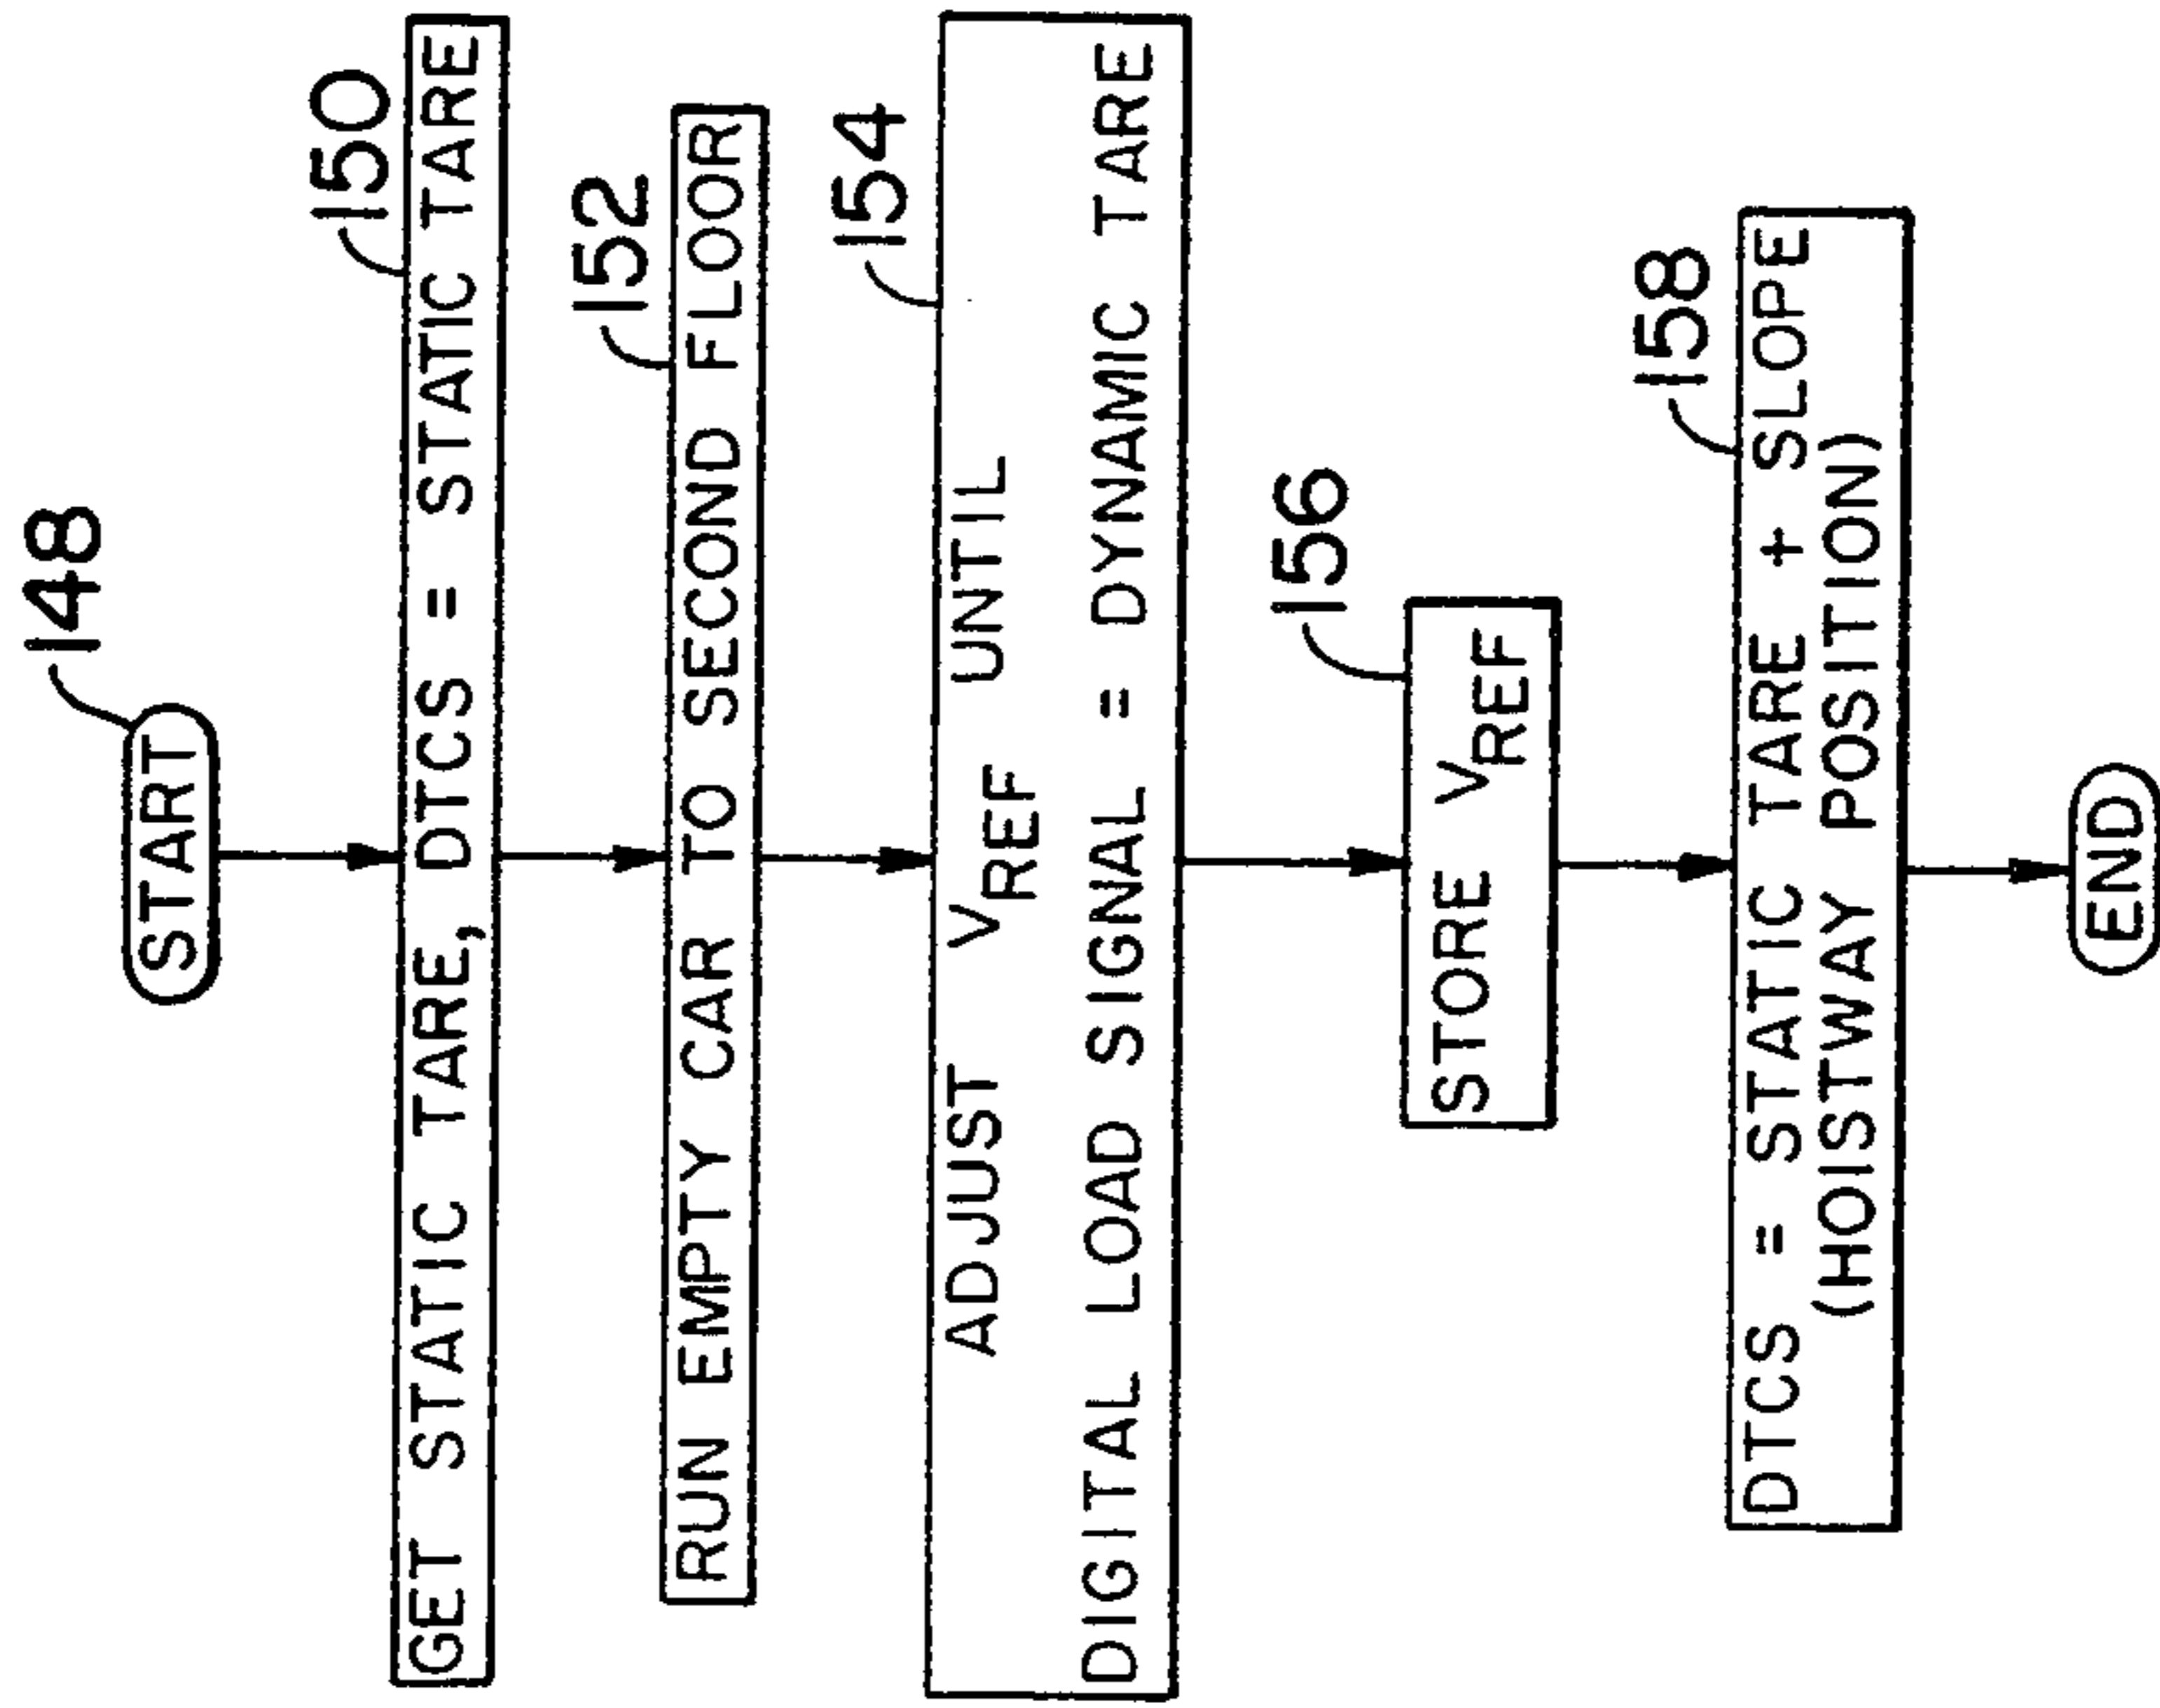 148
START
150
GET STATIC TARE, DTCS = STATIC TARE
152
RUN EMPTY CAR TO SECOND FLOOR
154
ADJUST VREF UNTIL
DIGITAL LOAD SIGNAL = DYNAMIC TARE
156
STORE VREF
158
DTCS = STATIC TARE + SLOPE
(HOISTWAY POSITION)
END